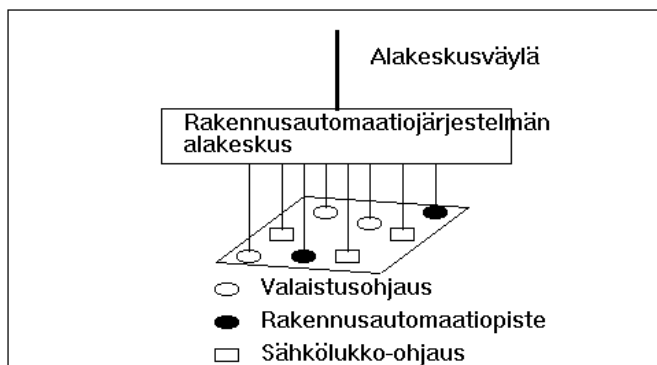 Alakeskusväylä
Rakennusautomaatiojärjestelmän
alakeskus
Valaistusohjaus
Rakennusautomaatiopiste
Sähkölukko-ohjaus